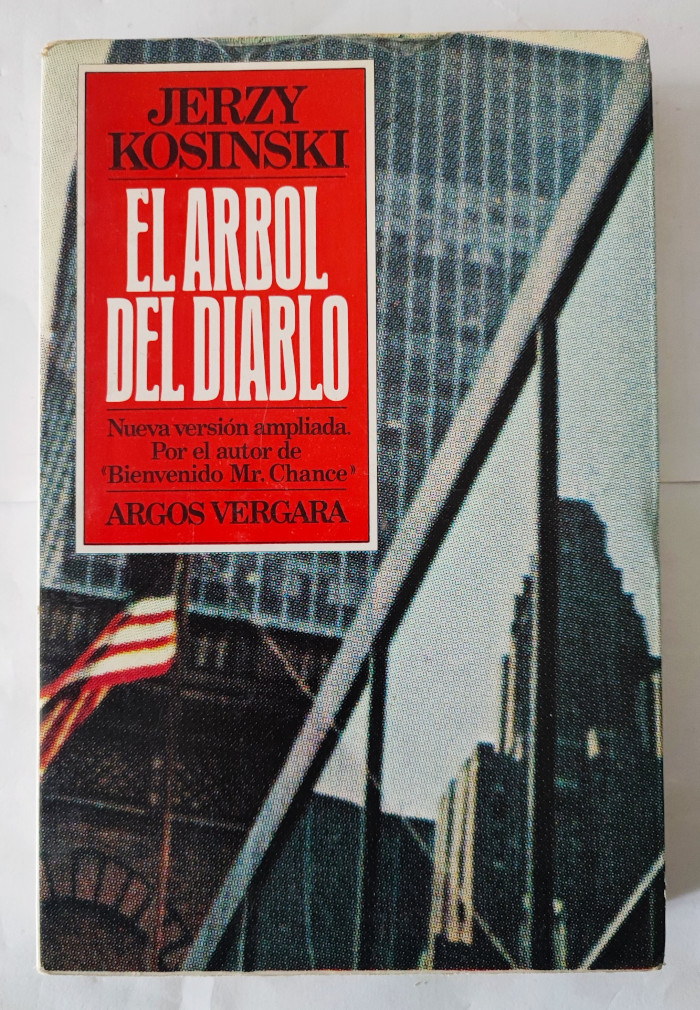 JERZY
KOSINSKI
EL ARBOL
DEL DIABLO
Nueva versión ampliada.
Por el autor de
«Bienvenido Mr. Chance»
ARGOS VERGARA